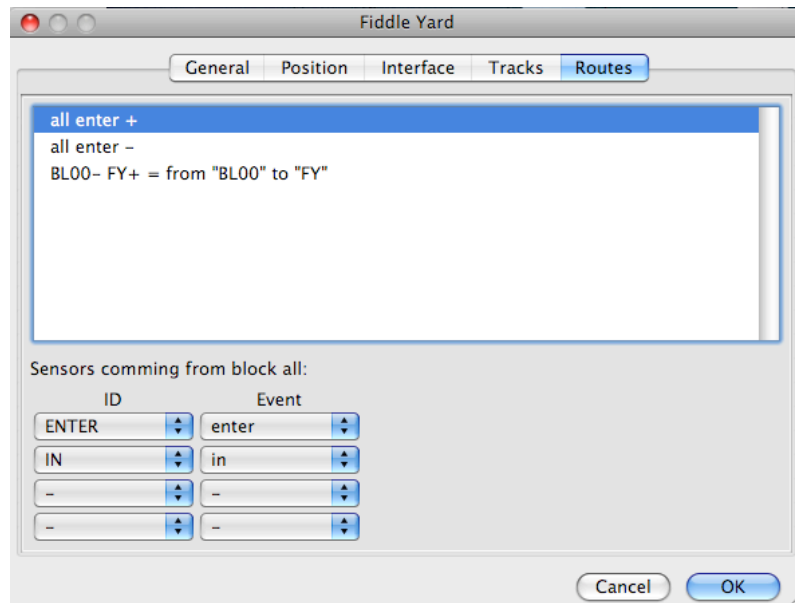 Fiddle Yard
General Position Interface Tracks Routes
all enter +
all enter -
BL00- FY+ = from "BL00" to "FY"
Sensors comming from block all:
ID Event
ENTER enter
IN in
- -
- -
Cancel OK